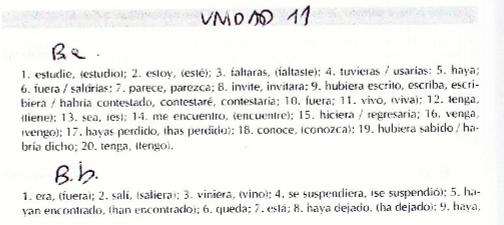 UNIDAD 11
B.a.
1. estudie, (estudio); 2. estoy, (esté); 3. faltaras, (faltaste); 4. tuvieras / usarías; 5. haya;
6. fuera / saldrías; 7. parece, parezca; 8. invite, invitara; 9. hubiera escrito, escriba, escri-
biera / habría contestado, contestaré, contestaría; 10. fuera; 11. vivo, (viva); 12. tenga,
(tiene); 13. sea, (es); 14. me encuentro, (encuentre); 15. hiciera / regresaría; 16. venga,
(vengo); 17. hayas perdido, (has perdido); 18. conoce, (conozca); 19. hubiera sabido / ha-
bría dicho; 20. tenga, (tengo).
B.b.
1. era, (fuera); 2. salí, (saliera); 3. viniera, (vino); 4. se suspendiera, (se suspendió); 5. ha-
yan encontrado, (han encontrado); 6. queda; 7. está; 8. haya dejado, (ha dejado); 9. haya,